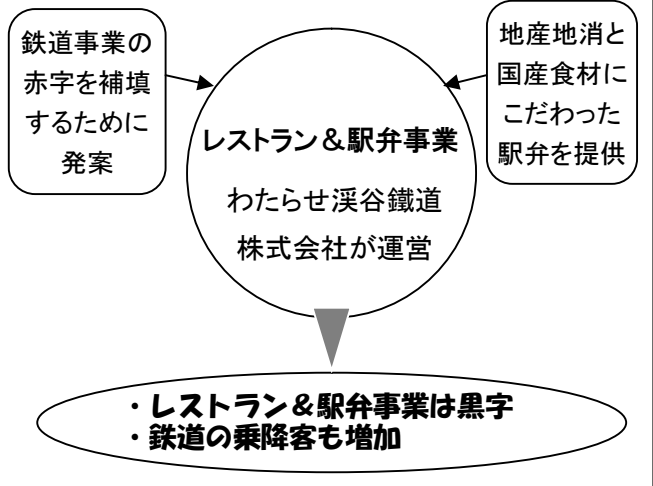 鉄道事業の
赤字を補填
するために
発案
地産地消と
国産食材に
こだわった
駅弁を提供
レストラン＆駅弁事業
わたらせ渓谷鐵道
株式会社が運営
・レストラン＆駅弁事業は黒字
・鉄道の乗降客も増加